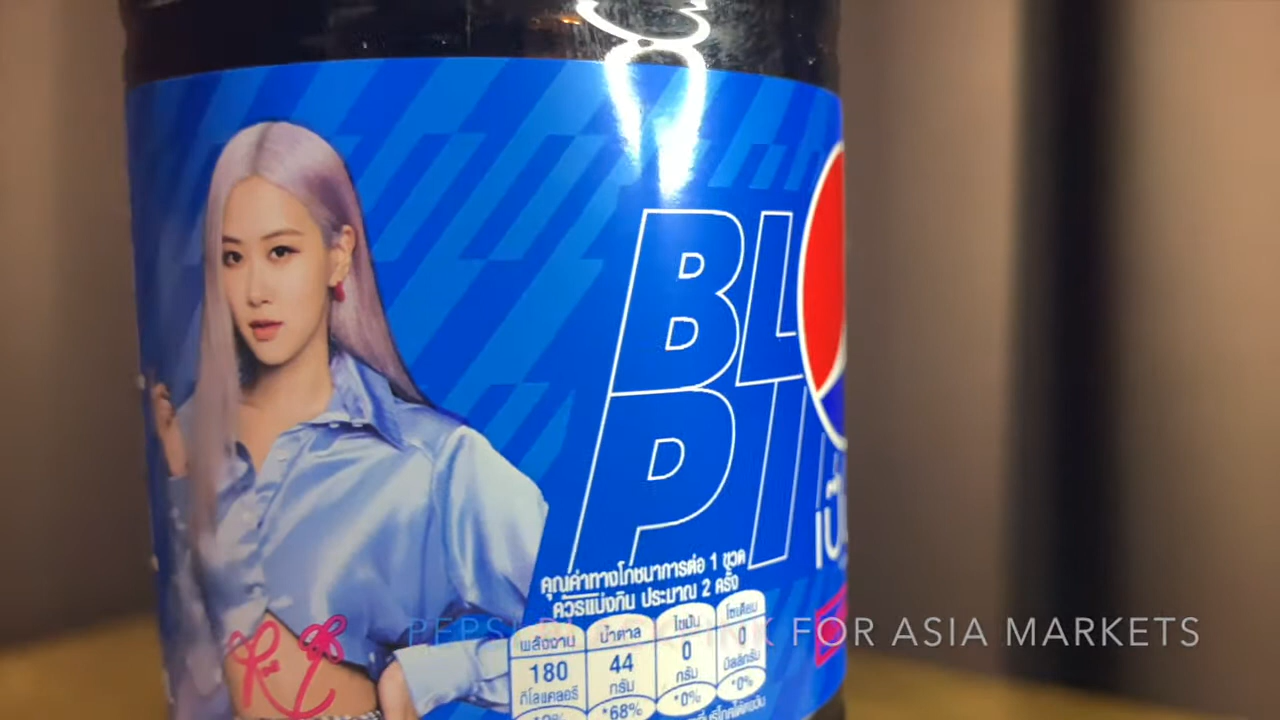 BL
PI
เป๊
คุณค่าทางโภชนาการต่อ 1 ขวด
ควรแบ่งกิน ประมาณ 2 ครั้ง
พลังงาน น้ำตาล ไขมัน โซเดียม
180 44 0 0
กิโลแคลอรี กรัม กรัม มิลลิกรัม
*68% *0% *0%
FOR ASIA MARKETS